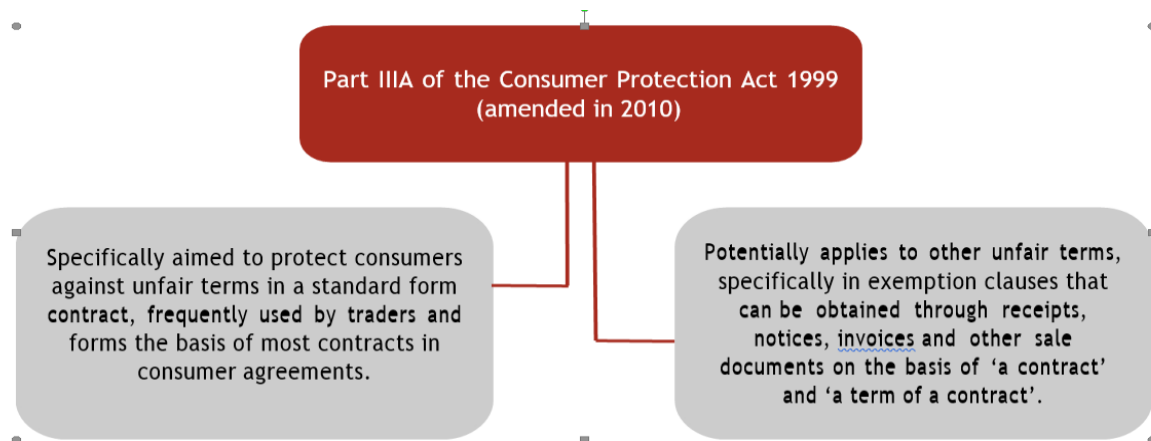 Part IIIA of the Consumer Protection Act 1999
(amended in 2010)
Specifically aimed to protect consumers
against unfair terms in a standard form
contract, frequently used by traders and
forms the basis of most contracts in
consumer agreements.
Potentially applies to other unfair terms,
specifically in exemption clauses that
can be obtained through receipts,
notices, invoices and other sale
documents on the basis of ‘a contract’
and ‘a term of a contract’.